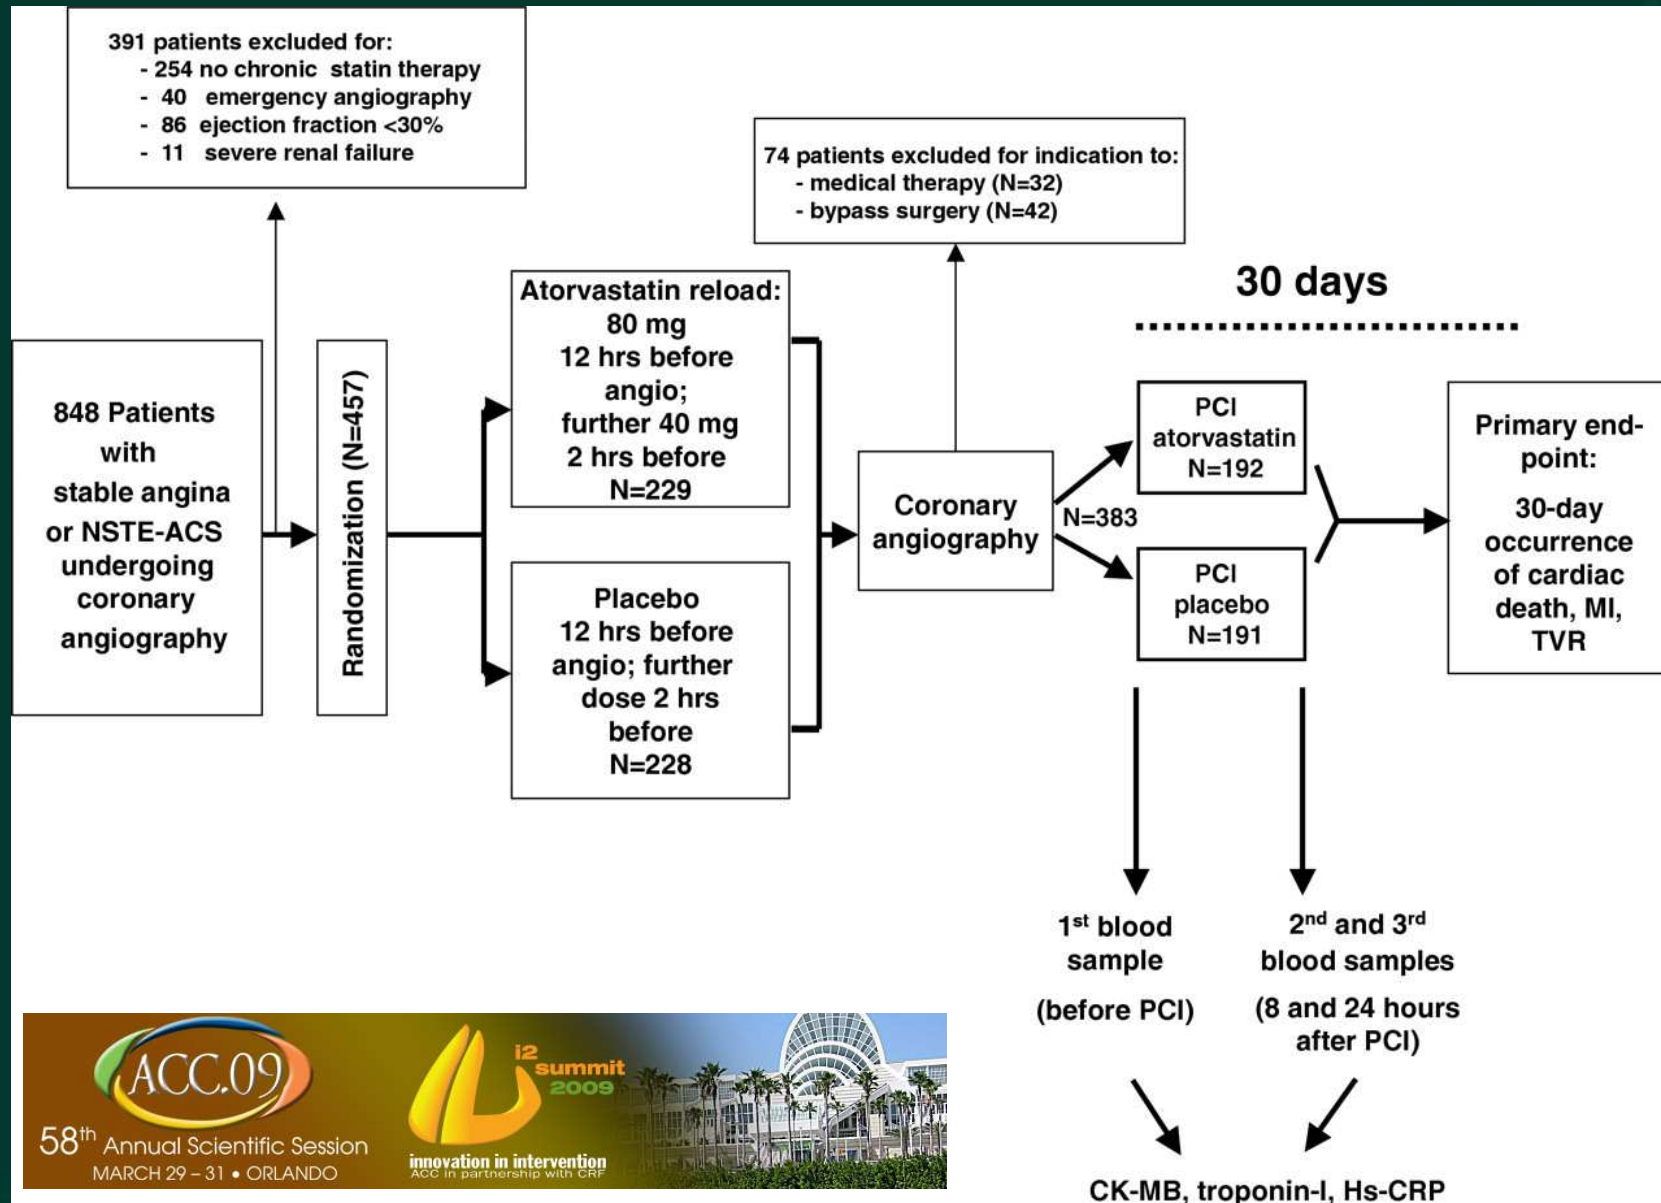 391 patients excluded for:
- 254 no chronic statin therapy
- 40 emergency angiography
- 86 ejection fraction <30%
- 11 severe renal failure
74 patients excluded for indication to:
- medical therapy (N=32)
- bypass surgery (N=42)
848 Patients
with
stable angina
or NSTE-ACS
undergoing
coronary
angiography
Randomization (N=457)
Atorvastatin reload:
80 mg
12 hrs before
angio;
further 40 mg
2 hrs before
N=229
Placebo
12 hrs before
angio; further
dose 2 hrs
before
N=228
Coronary
angiography
N=383
30 days
PCI
atorvastatin
N=192
PCI
placebo
N=191
Primary end-
point:
30-day
occurrence
of cardiac
death, MI,
TVR
1st blood
sample
(before PCI)
2nd and 3rd
blood samples
(8 and 24 hours
after PCI)
CK-MB, troponin-I, Hs-CRP
ACC.09
58th Annual Scientific Session
MARCH 29 – 31 • ORLANDO
i2
summit
2009
innovation in intervention
ACC in partnership with CRF